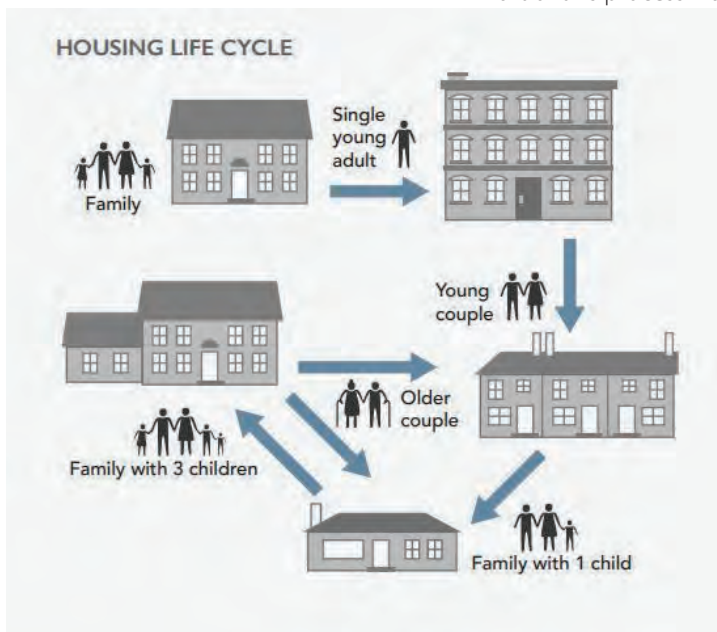 HOUSING LIFE CYCLE
Single
young
adult
Family
Young
couple
Older
couple
Family with 3 children
Family with 1 child